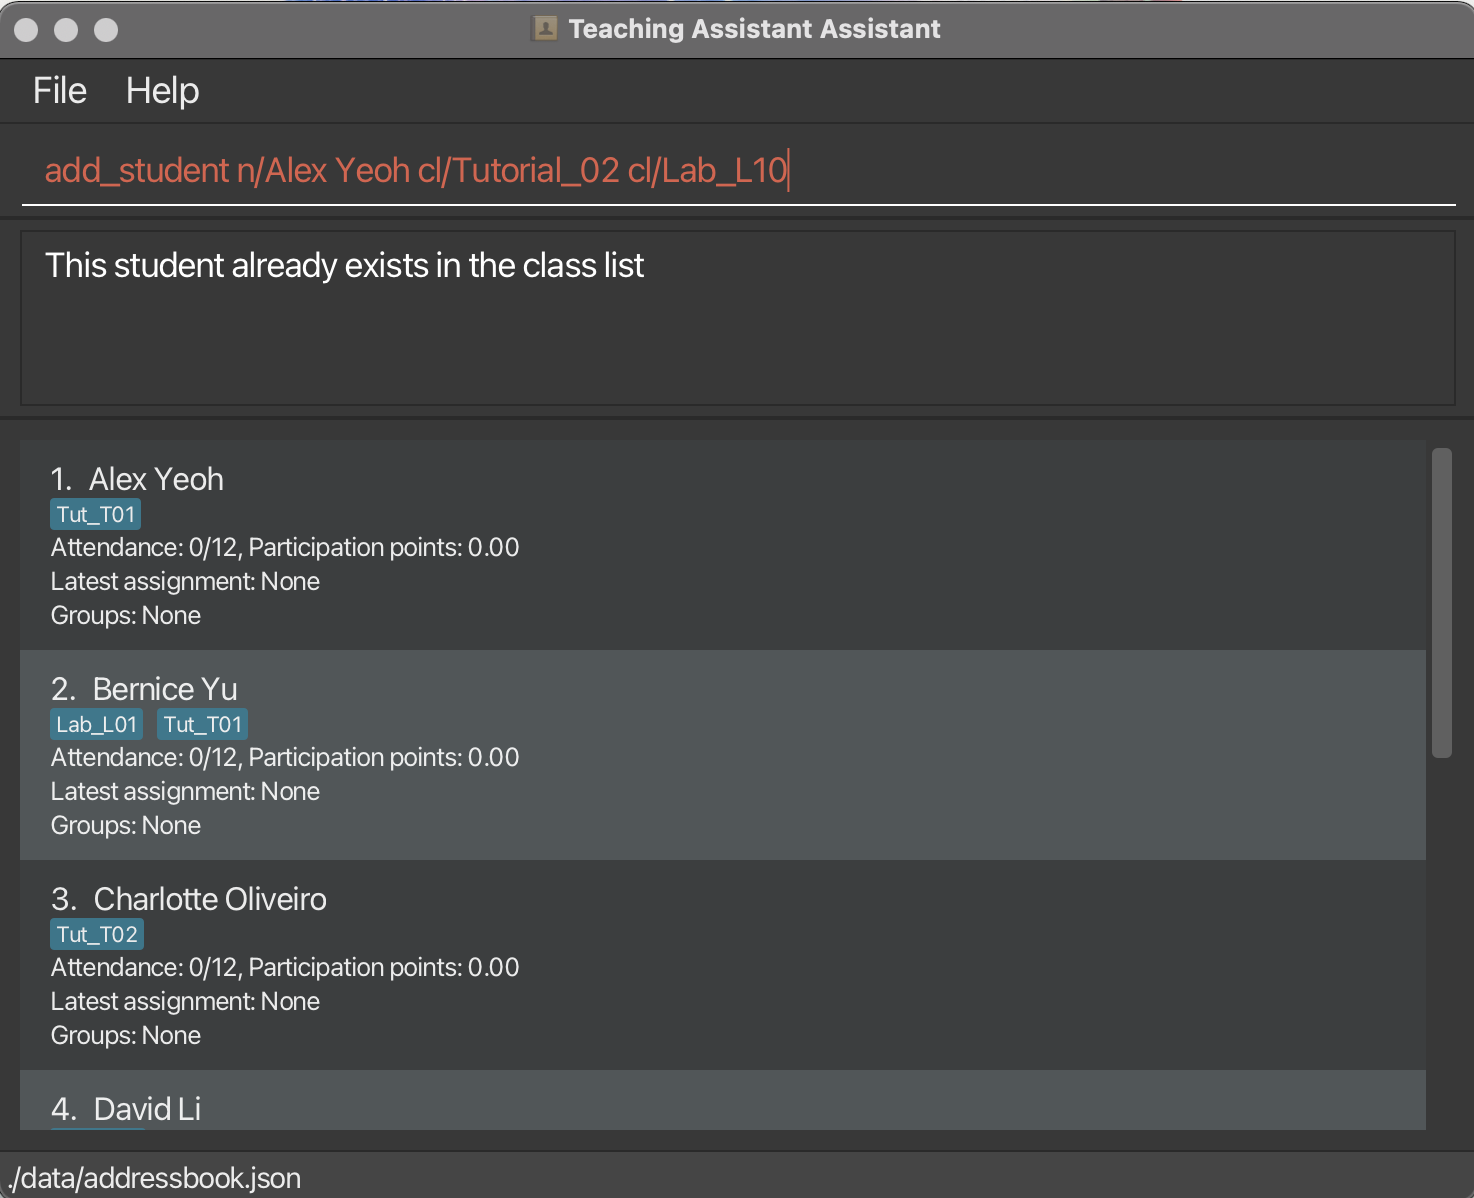 Teaching Assistant Assistant
File Help
add_student n/Alex Yeoh cl/Tutorial_02 cl/Lab_L10
This student already exists in the class list
1. Alex Yeoh
Tut_T01
Attendance: 0/12, Participation points: 0.00
Latest assignment: None
Groups: None
2. Bernice Yu
Lab_L01 Tut_T01
Attendance: 0/12, Participation points: 0.00
Latest assignment: None
Groups: None
3. Charlotte Oliveiro
Tut_T02
Attendance: 0/12, Participation points: 0.00
Latest assignment: None
Groups: None
4. David Li
./data/addressbook.json